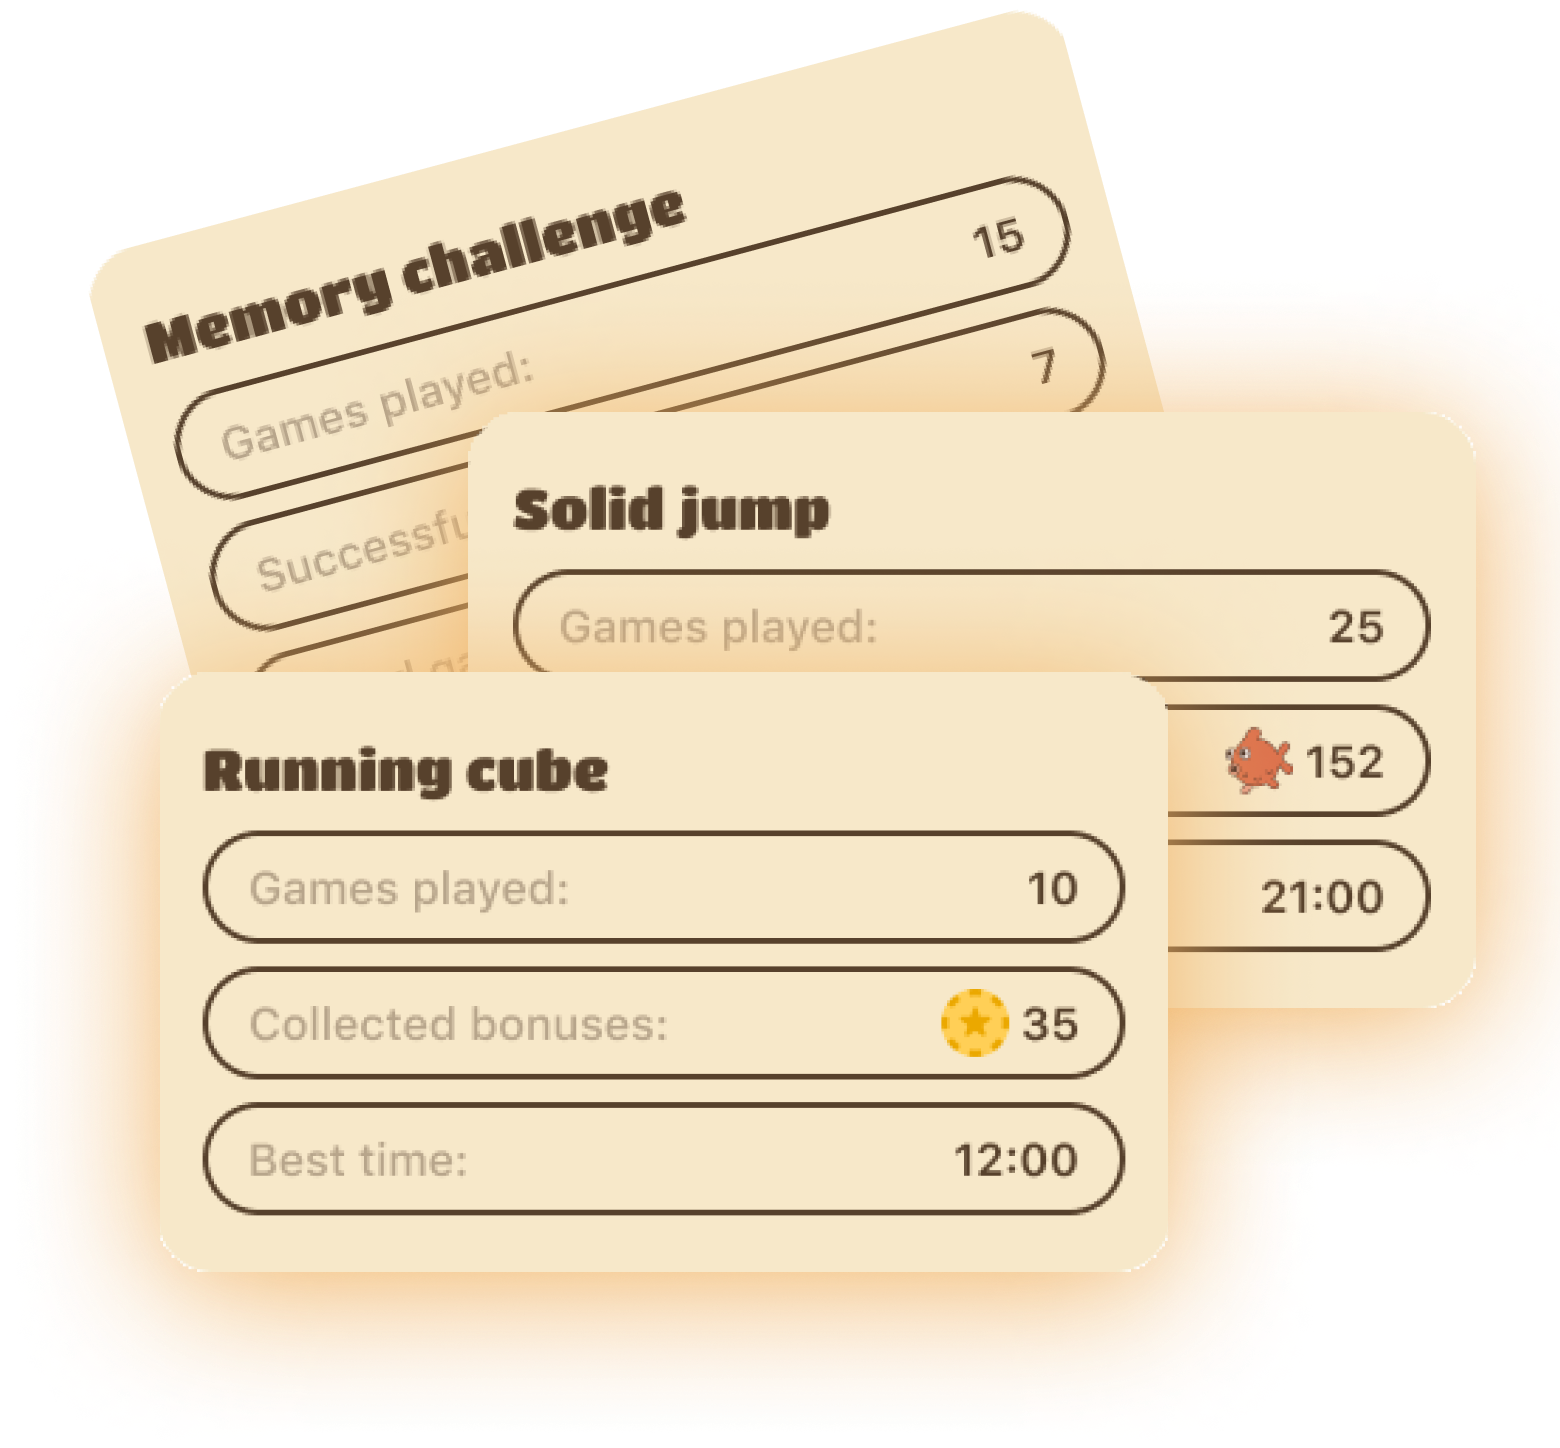 Memory challenge
Games played: 15
7
Solid jump
Games played: 25
152
21:00
Running cube
Games played: 10
Collected bonuses: 35
Best time: 12:00